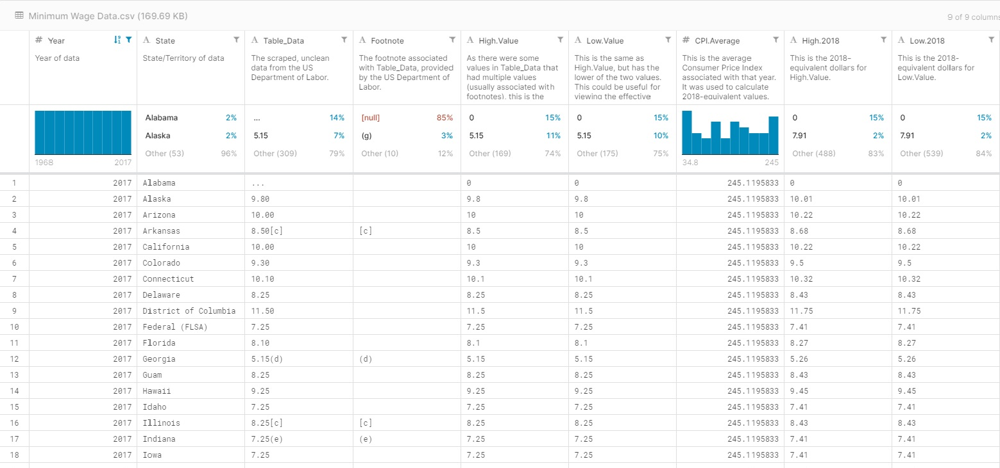 Minimum Wage Data.csv (169.69 KB)
9 of 9 columns
# Year A State A Table_Data A Footnote A High.Value A Low.Value # CPI.Average A High.2018 A Low.2018
Year of data State/Territory of data The scraped, unclean The footnote associated As there were some This is the same as This is the average This is the 2018- This is the 2018-
data from the US with Table_Data, provided values in Table_Data that High.Value, but has the Consumer Price Index equivalent dollars for equivalent dollars for
Department of Labor. by the US Department of had multiple values lower of the two values. associated with that year. High.Value. Low.Value.
Labor. (usually associated with This could be useful for It was used to calculate
footnotes), this is the viewing the effective 2018-equivalent values.
Alabama 2% ... 14% [null] 85% 0 15% 0 15% 0 15% 0 15%
Alaska 2% 5.15 7% (g) 3% 5.15 11% 5.15 10% 7.91 2% 7.91 2%
Other (53) 96% Other (309) 79% Other (10) 12% Other (169) 74% Other (175) 75% Other (488) 83% Other (539) 84%
1968 2017 34.8 245
1 2017 Alabama ... 0 0 245.1195833 0 0
2 2017 Alaska 9.80 9.8 9.8 245.1195833 10.01 10.01
3 2017 Arizona 10.00 10 10 245.1195833 10.22 10.22
4 2017 Arkansas 8.50[c] [c] 8.5 8.5 245.1195833 8.68 8.68
5 2017 California 10.00 10 10 245.1195833 10.22 10.22
6 2017 Colorado 9.30 9.3 9.3 245.1195833 9.5 9.5
7 2017 Connecticut 10.10 10.1 10.1 245.1195833 10.32 10.32
8 2017 Delaware 8.25 8.25 8.25 245.1195833 8.43 8.43
9 2017 District of Columbia 11.50 11.5 11.5 245.1195833 11.75 11.75
10 2017 Federal (FLSA) 7.25 7.25 7.25 245.1195833 7.41 7.41
11 2017 Florida 8.10 8.1 8.1 245.1195833 8.27 8.27
12 2017 Georgia 5.15(d) (d) 5.15 5.15 245.1195833 5.26 5.26
13 2017 Guam 8.25 8.25 8.25 245.1195833 8.43 8.43
14 2017 Hawaii 9.25 9.25 9.25 245.1195833 9.45 9.45
15 2017 Idaho 7.25 7.25 7.25 245.1195833 7.41 7.41
16 2017 Illinois 8.25[c] [c] 8.25 8.25 245.1195833 8.43 8.43
17 2017 Indiana 7.25(e) (e) 7.25 7.25 245.1195833 7.41 7.41
18 2017 Iowa 7.25 7.25 7.25 245.1195833 7.41 7.41